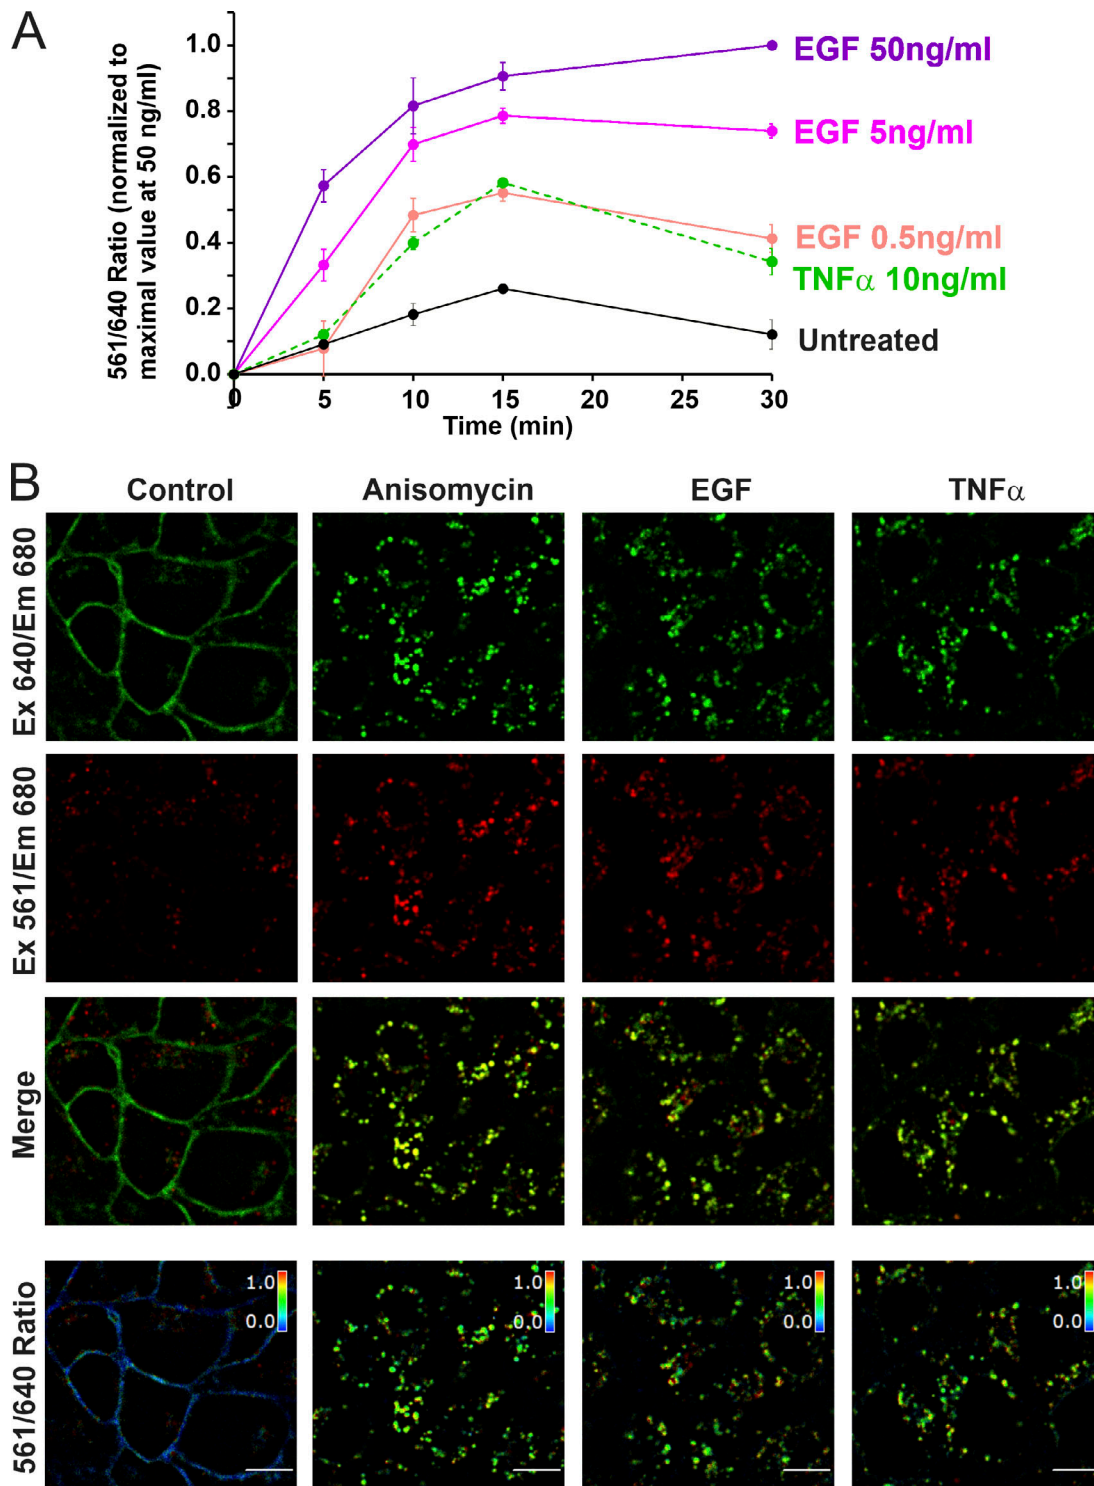 A
561/640 Ratio (normalized to
maximal value at 50 ng/ml)
1.0
0.8
0.6
0.4
0.2
0.0
0
5
10
15
20
25
30
Time (min)
EGF 50ng/ml
EGF 5ng/ml
EGF 0.5ng/ml
TNFα 10ng/ml
Untreated
B
Control
Anisomycin
EGF
TNFα
Ex 640/Em 680
Ex 561/Em 680
Merge
561/640 Ratio
1.0
0.0
1.0
0.0
1.0
0.0
1.0
0.0